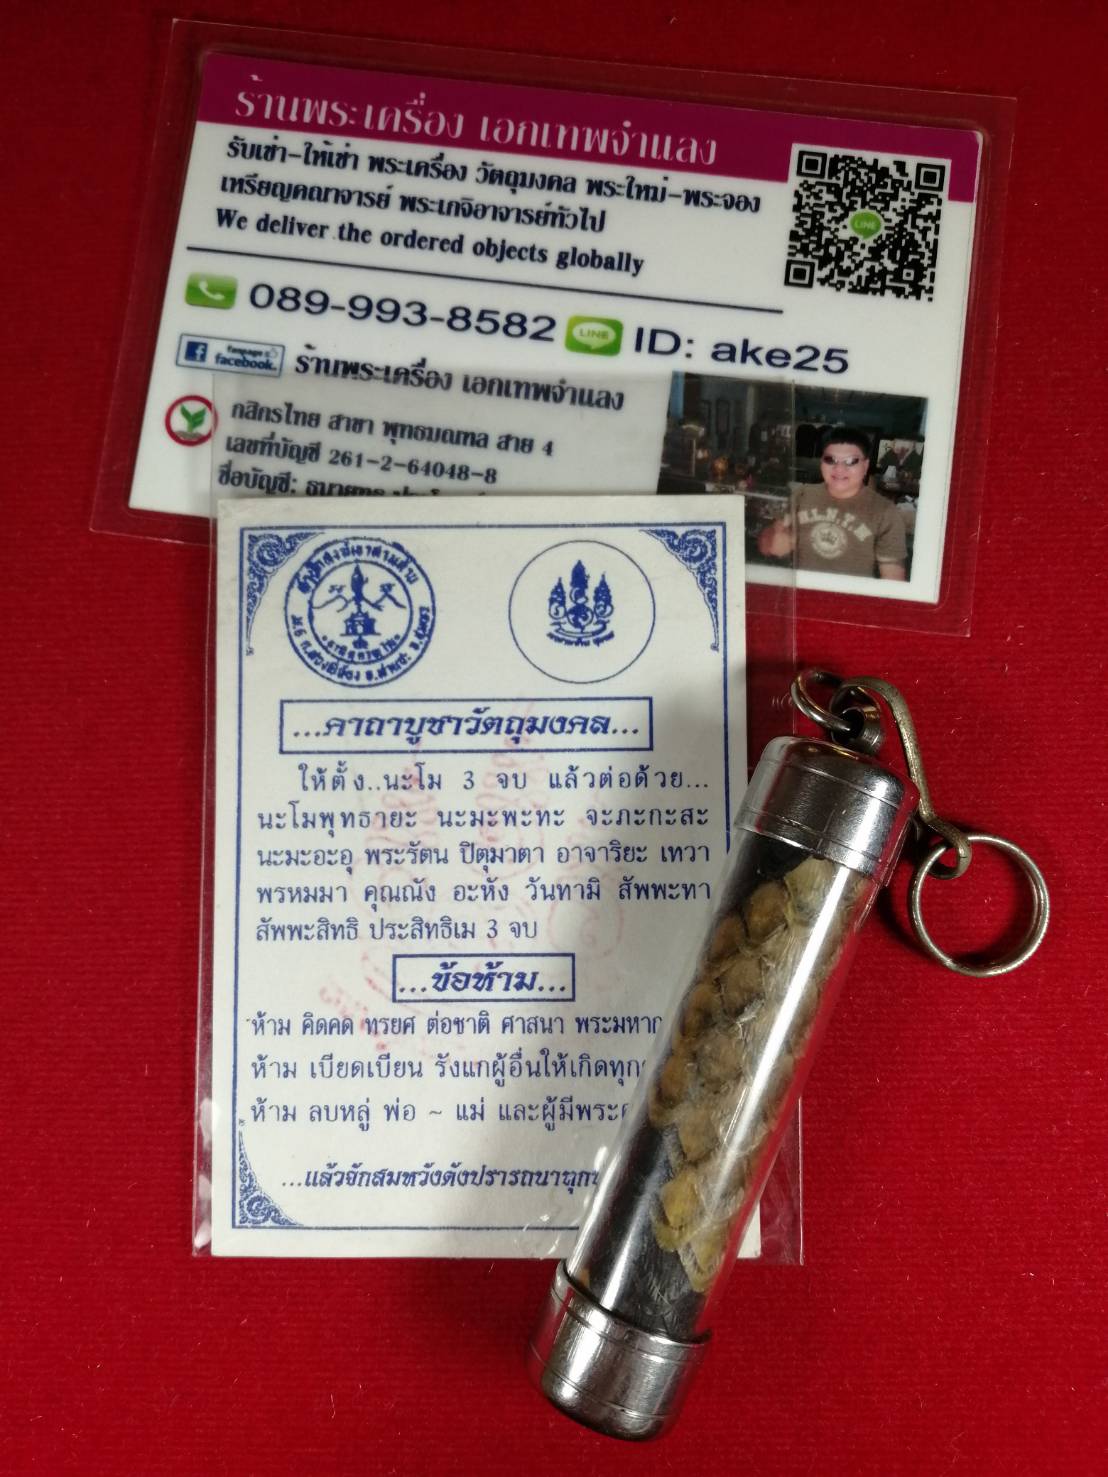 ร้านพระเครื่อง เอกเทพจำแลง
รับเช่า-ให้เช่า พระเครื่อง วัตถุมงคล พระใหม่-พระจอง
เหรียญคณาจารย์ พระเกจิอาจารย์ทั่วไป
We deliver the ordered objects globally
089-993-8582 LINE ID: ake25
LINE
fanpage facebook. ร้านพระเครื่อง เอกเทพจำแลง
กสิกรไทย สาขา พุทธมณฑล สาย 4
เลขที่บัญชี 261-2-64048-8
ชื่อบัญชี:
...คาถาบูชาวัตถุมงคล...
ให้ตั้ง..นะโม 3 จบ แล้วต่อด้วย...
นะโมพุทธายะ นะมะพะทะ จะภะกะสะ
นะมะอะอุ พระรัตน ปิตุมาตา อาจาริยะ เทวา
พรหมมา คุณณัง อะหัง วันทามิ สัพพะทา
สัพพะสิทธิ ประสิทธิเม 3 จบ
...ข้อห้าม...
ห้าม คิดคด ทรยศ ต่อชาติ ศาสนา
ห้าม เบียดเบียน รังแกผู้อื่นให้เกิดทุก
ห้าม ลบหลู่ พ่อ ~ แม่ และผู้มีพระ
...แล้วจักสมหวังดังปรารถนาทุก